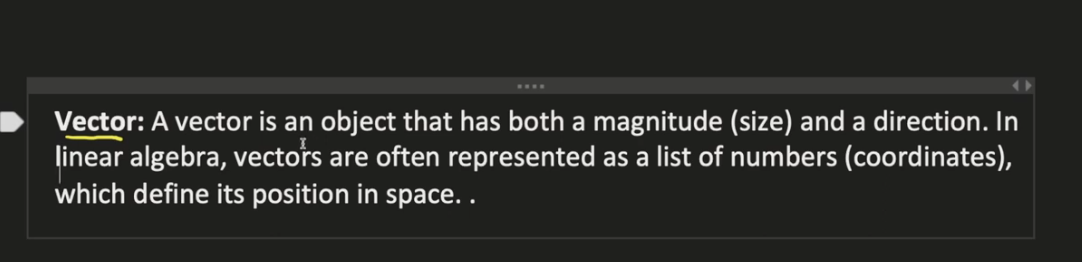 Vector: A vector is an object that has both a magnitude (size) and a direction. In
linear algebra, vectors are often represented as a list of numbers (coordinates),
which define its position in space. .